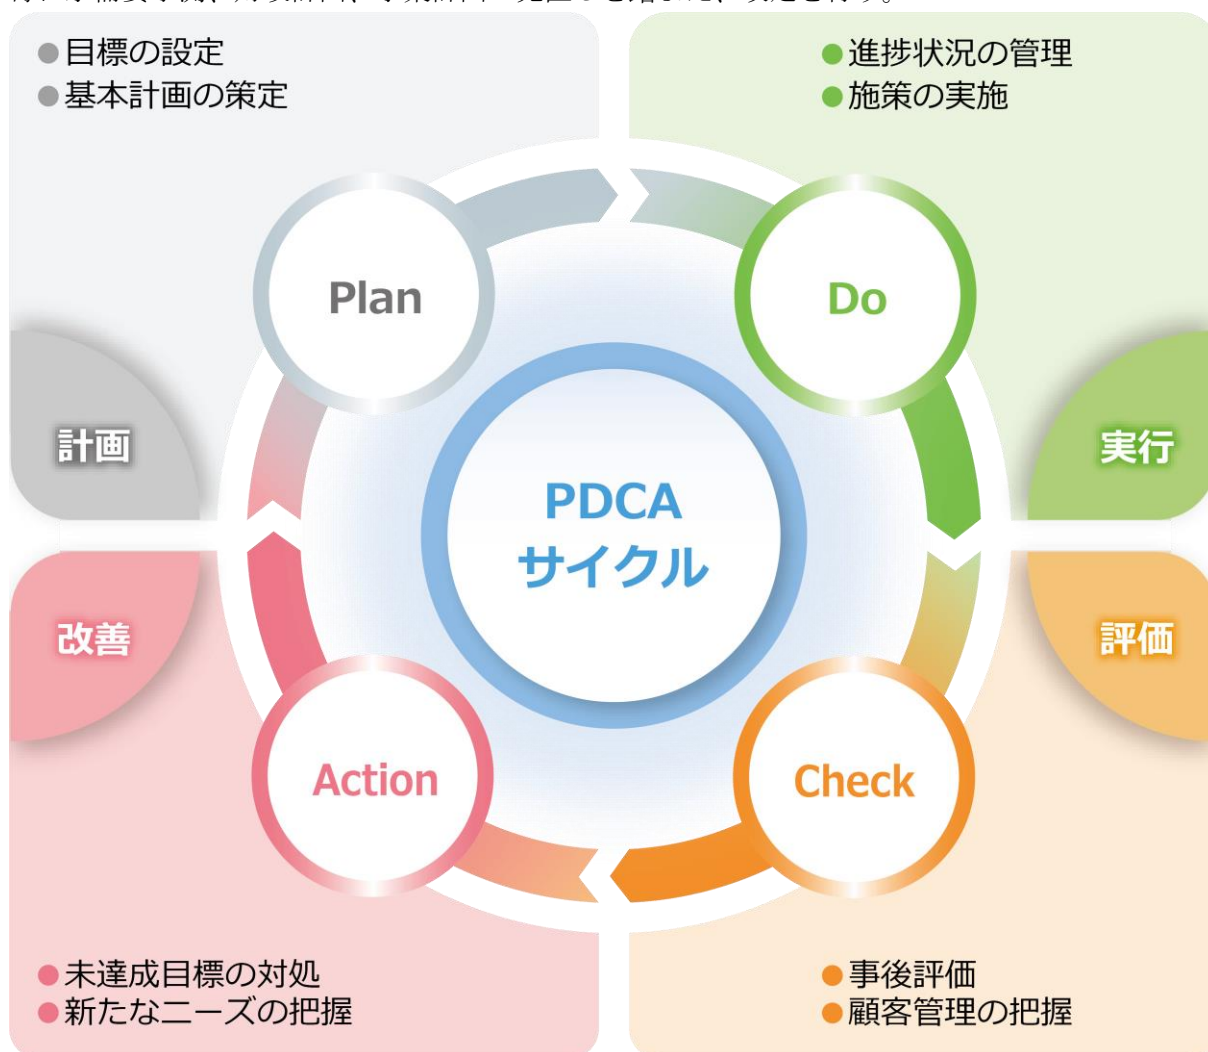 ●目標の設定
●基本計画の策定
●進捗状況の管理
●施策の実施
Plan
Do
計画
実行
PDCA
サイクル
改善
評価
Action
Check
●未達成目標の対処
●新たなニーズの把握
●事後評価
●顧客管理の把握